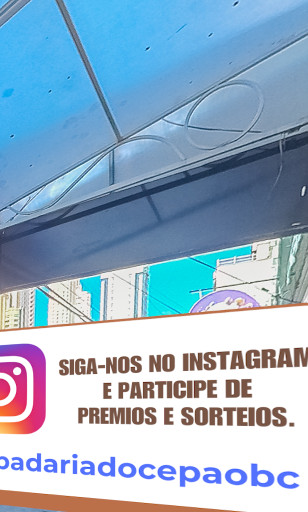 SIGA-NOS NO INSTAGRAM
E PARTICIPE DE
PREMIOS E SORTEIOS.
padariadocepaobc